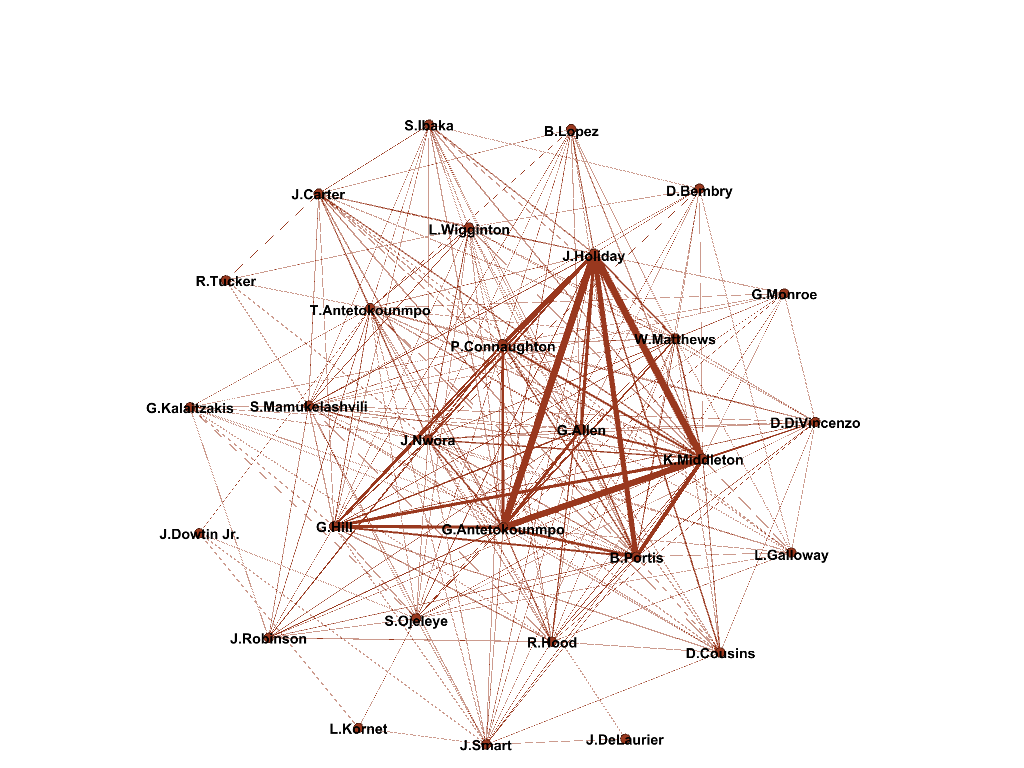 S.Ibaka
B.Lopez
J.Carter
D.Bembry
L.Wigginton
J.Holiday
R.Tucker
G.Monroe
T.Antetokounmpo
P.Connaughton
W.Matthews
G.Kalaitzakis
S.Mamukelashvili
D.DiVincenzo
J.Nwora
G.Allen
K.Middleton
J.Dowtin Jr.
G.Hill
G.Antetokounmpo
B.Portis
L.Galloway
S.Ojeleye
J.Robinson
R.Hood
D.Cousins
L.Kornet
J.Smart
J.DeLaurier